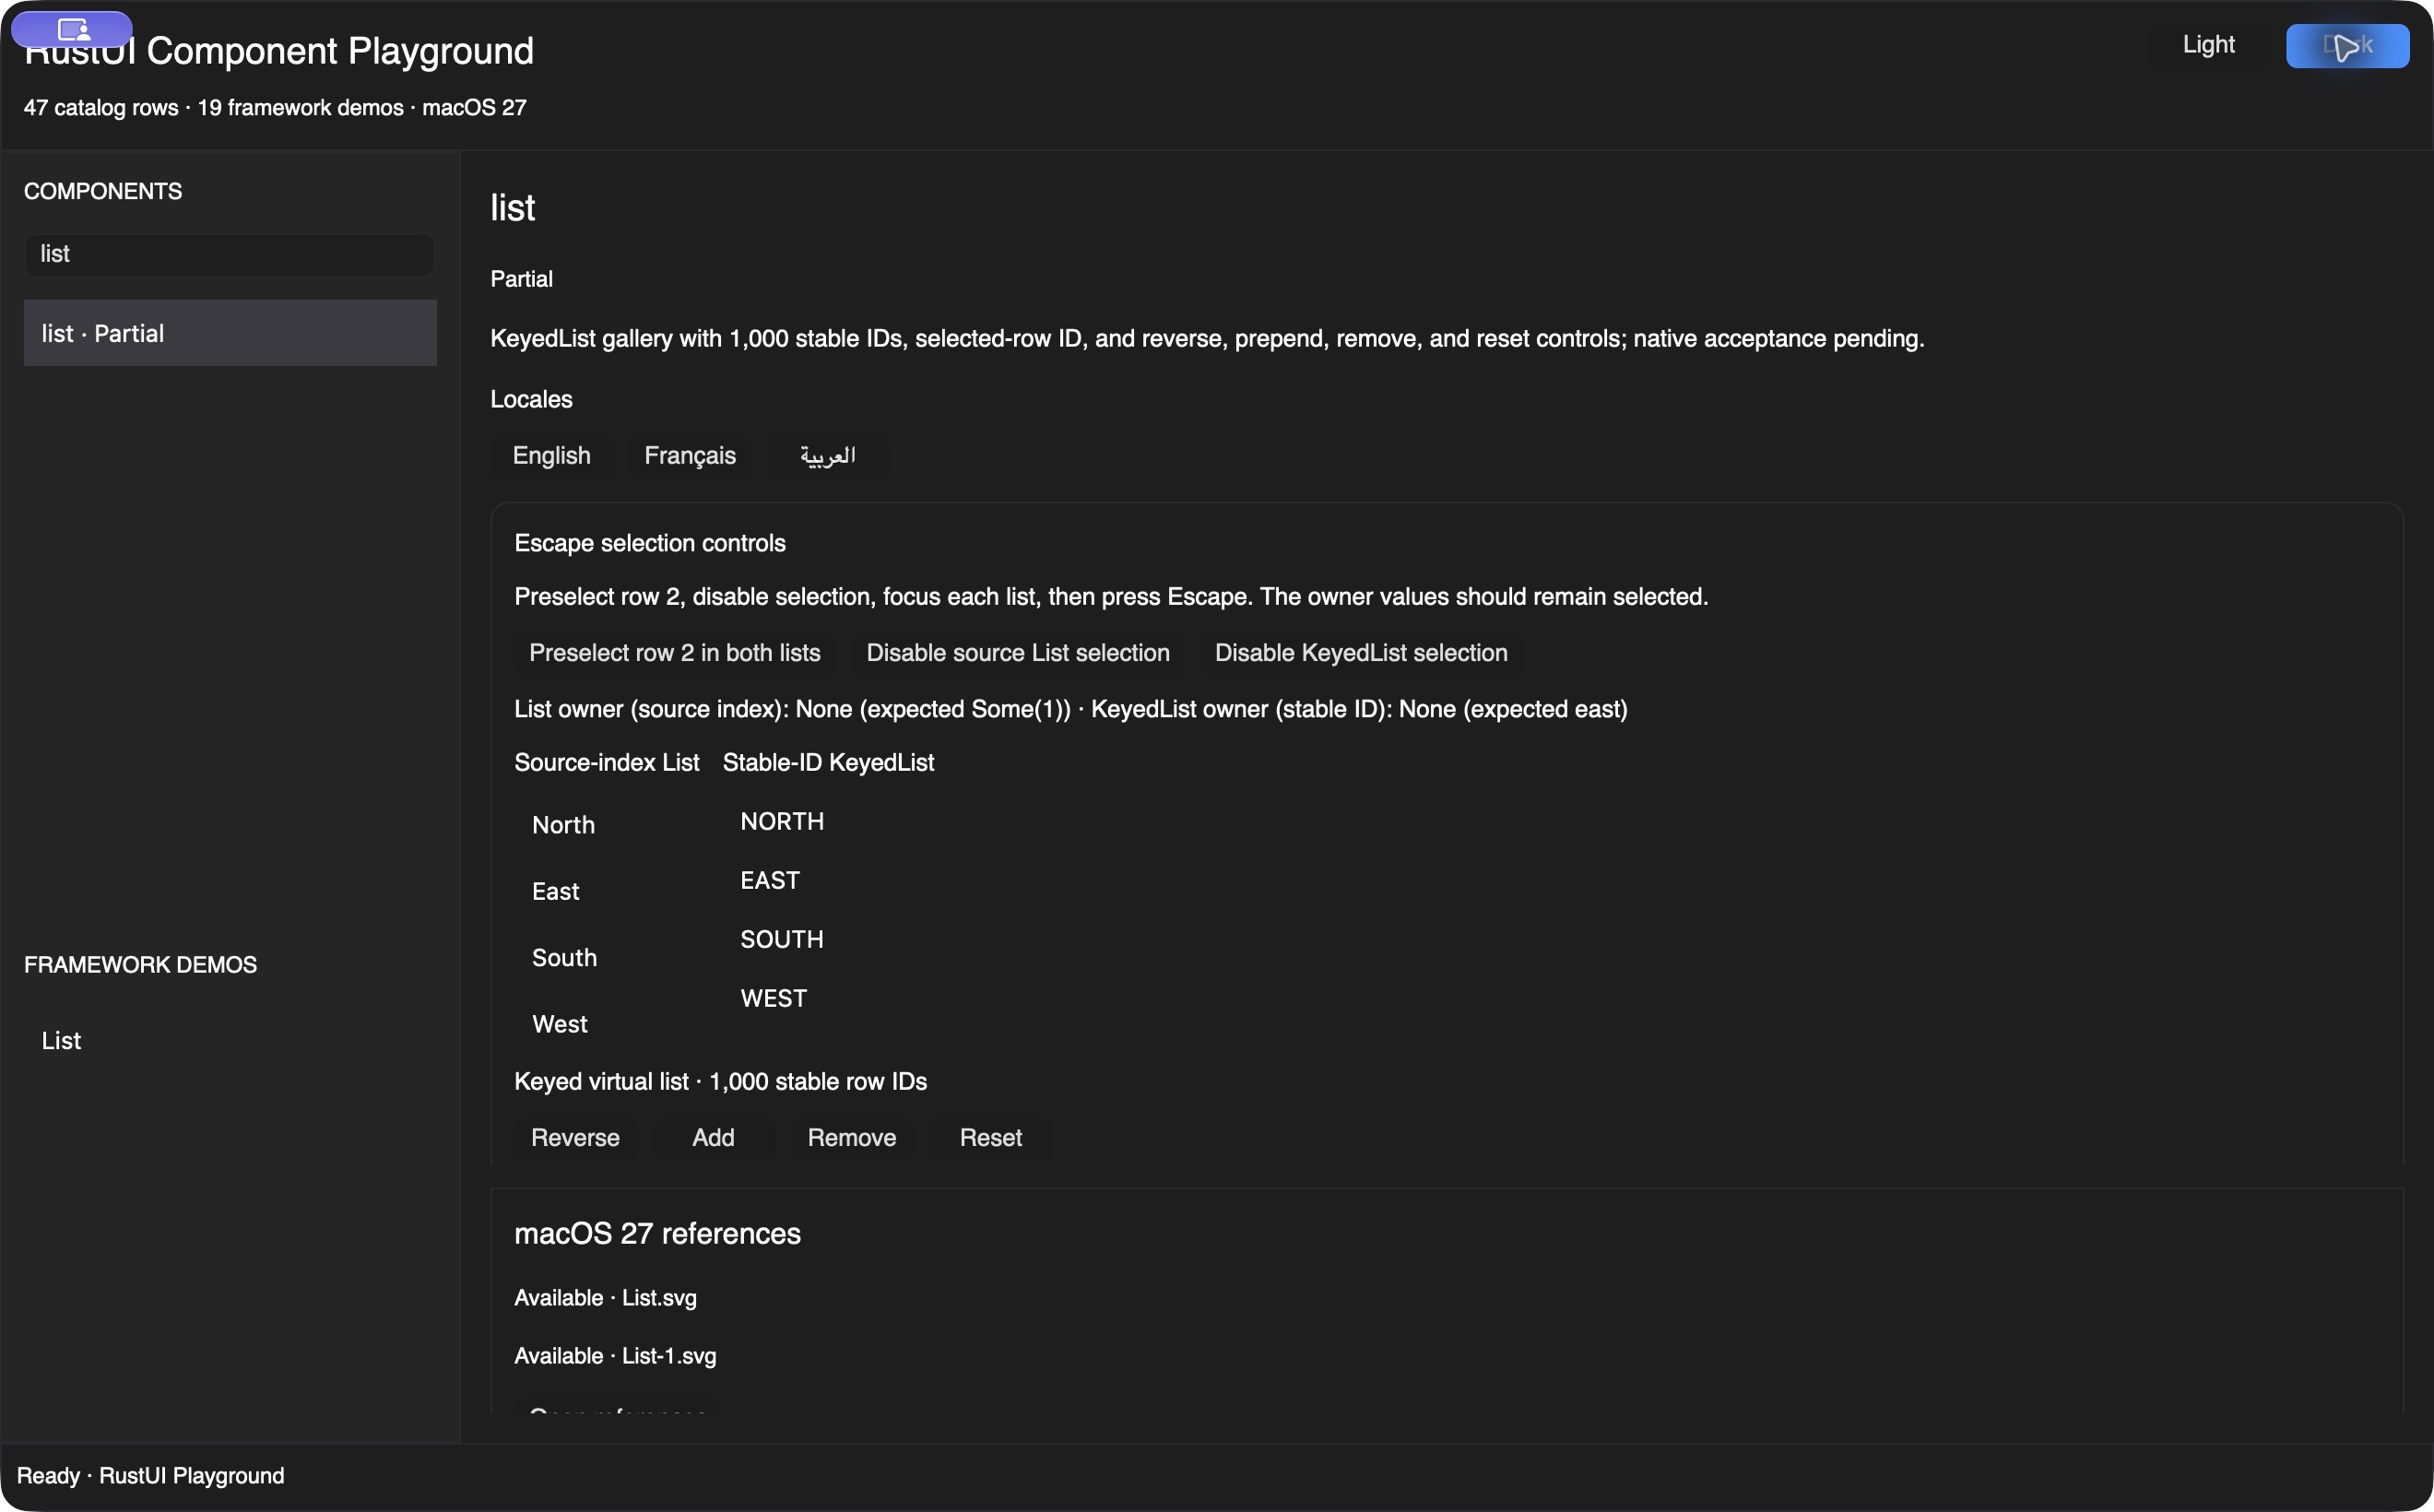 RustUI Component Playground
Light
47 catalog rows · 19 framework demos · macOS 27
COMPONENTS
list
list · Partial
FRAMEWORK DEMOS
List
list
Partial
KeyedList gallery with 1,000 stable IDs, selected-row ID, and reverse, prepend, remove, and reset controls; native acceptance pending.
Locales
English Français العربية
Escape selection controls
Preselect row 2, disable selection, focus each list, then press Escape. The owner values should remain selected.
Preselect row 2 in both lists Disable source List selection Disable KeyedList selection
List owner (source index): None (expected Some(1)) · KeyedList owner (stable ID): None (expected east)
Source-index List Stable-ID KeyedList
North NORTH
East EAST
South SOUTH
West WEST
Keyed virtual list · 1,000 stable row IDs
Reverse Add Remove Reset
macOS 27 references
Available · List.svg
Available · List-1.svg
Ready · RustUI Playground